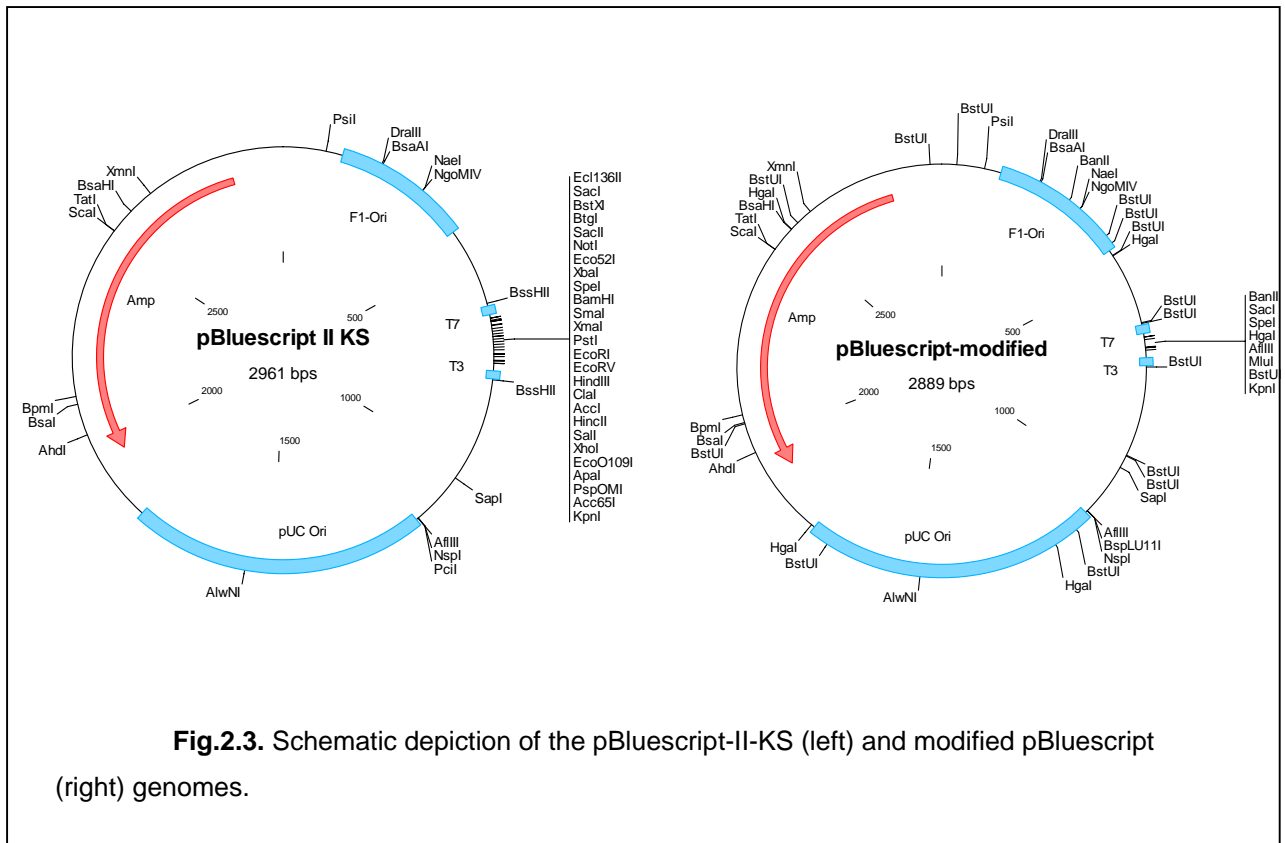 PsiI
DraIII
BsaAI
NaeI
NgoMIV
F1-Ori
XmnI
BsaHI
TatI
ScaI
Amp
2500
500
BssHII
T7
pBluescript II KS
T3
2961 bps
BssHII
2000
1000
1500
BpmI
BsaI
AhdI
SapI
pUC Ori
AflIII
NspI
PciI
AlwNI
Ecl136II
SacI
BstXI
BtgI
SacII
NotI
Eco52I
XbaI
SpeI
BamHI
SmaI
XmaI
PstI
EcoRI
EcoRV
HindIII
ClaI
AccI
HincII
SalI
XhoI
EcoO109I
ApaI
PspOMI
Acc65I
KpnI
BstUI
BstUI
PsiI
DraIII
BsaAI
BanII
NaeI
NgoMIV
BstUI
BstUI
BstUI
HgaI
F1-Ori
XmnI
BstUI
HgaI
BsaHI
TatI
ScaI
Amp
2500
500
BstUI
BstUI
T7
pBluescript-modified
T3
BstUI
2889 bps
2000
1000
1500
BpmI
BsaI
BstUI
AhdI
BstUI
BstUI
SapI
pUC Ori
AflIII
BspLU11I
NspI
BstUI
HgaI
HgaI
BstUI
AlwNI
BanII
SacI
SpeI
HgaI
AflIII
MluI
BstUI
KpnI
Fig.2.3. Schematic depiction of the pBluescript-II-KS (left) and modified pBluescript
(right) genomes.